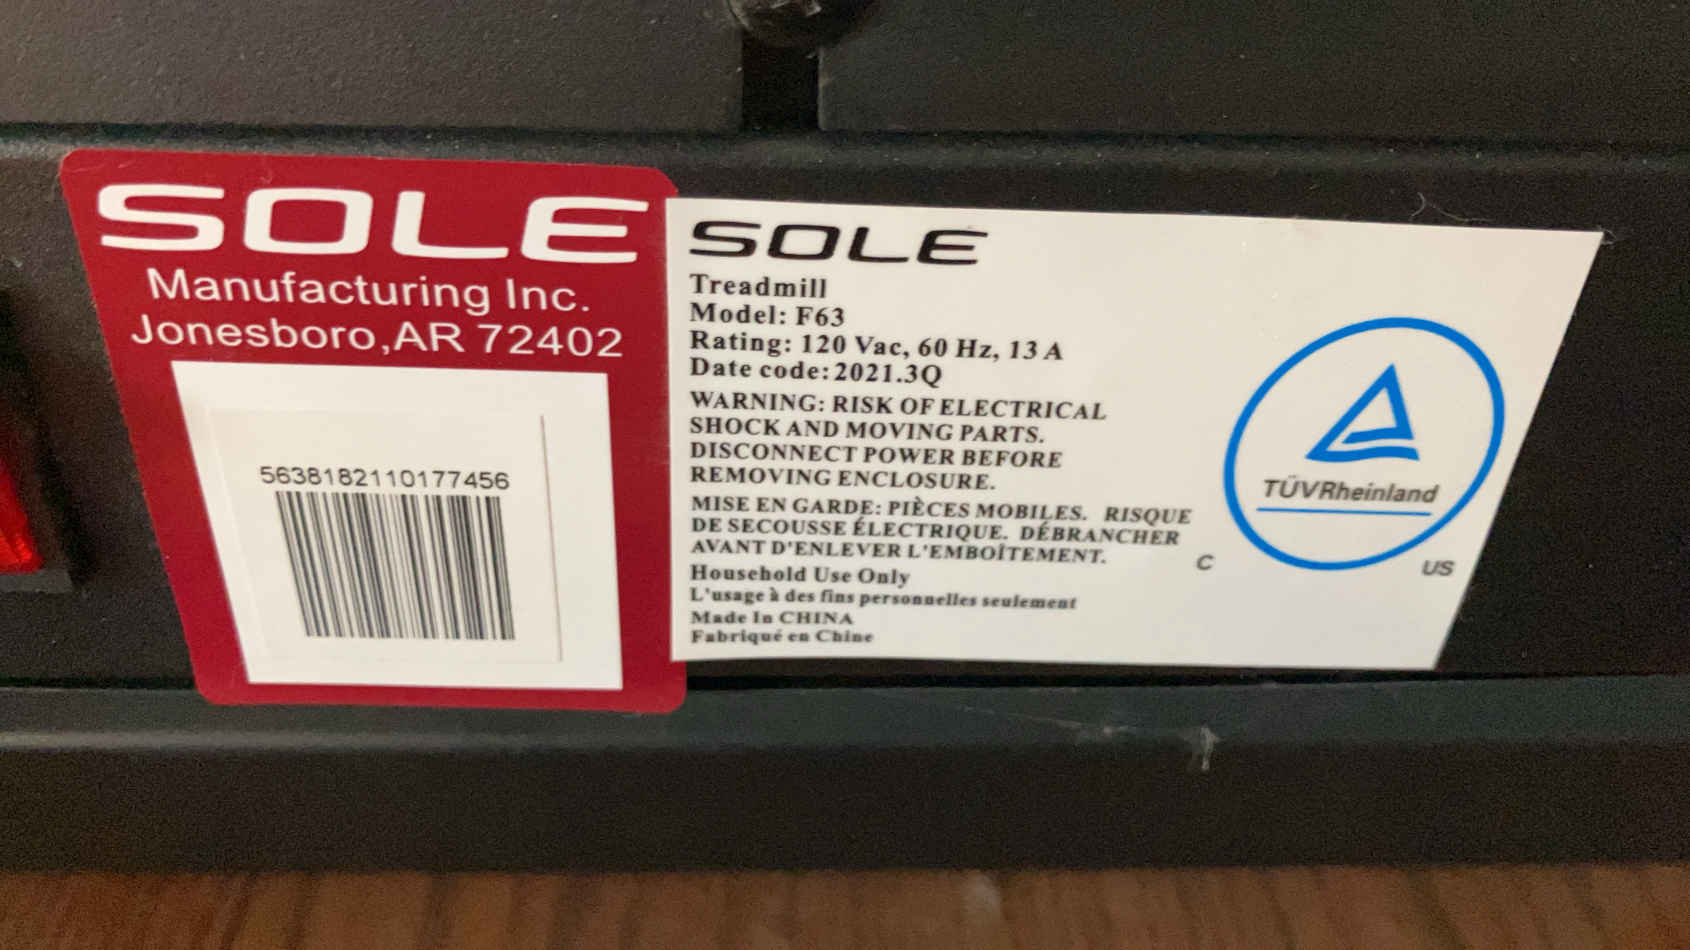 SOLE
Manufacturing Inc.
Jonesboro,AR 72402
5638182110177456
SOLE
Treadmill
Model: F63
Rating: 120 Vac, 60 Hz, 13 A
Date code: 2021.3Q
WARNING: RISK OF ELECTRICAL
SHOCK AND MOVING PARTS.
DISCONNECT POWER BEFORE
REMOVING ENCLOSURE.
MISE EN GARDE: PIÈCES MOBILES. RISQUE
DE SECOUSSE ÉLECTRIQUE. DÉBRANCHER
AVANT D'ENLEVER L'EMBOÎTEMENT.
Household Use Only
L'usage à des fins personnelles seulement
Made In CHINA
Fabriqué en Chine
TÜVRheinland
C US